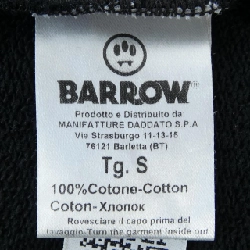 BARROW
Prodotto e Distribuito da
MANIFATTURE DADDATO S.P.A
Via Strasburgo 11-13-15
76121 Barletta (BT)
Tg. S
100%Cotone-Cotton
Coton-Хлопок
Rovesciare il capo prima del
lavaggio-Turn the garment inside out